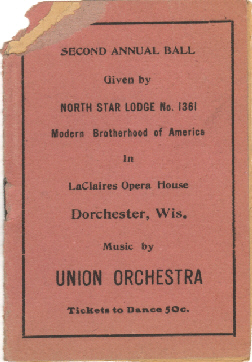 SECOND ANNUAL BALL
Given by
NORTH STAR LODGE No. 1361
Modern Brotherhood of America
In
LaClaires Opera House
Dorchester, Wis.
Music by
UNION ORCHESTRA
Tickets to Dance 50c.